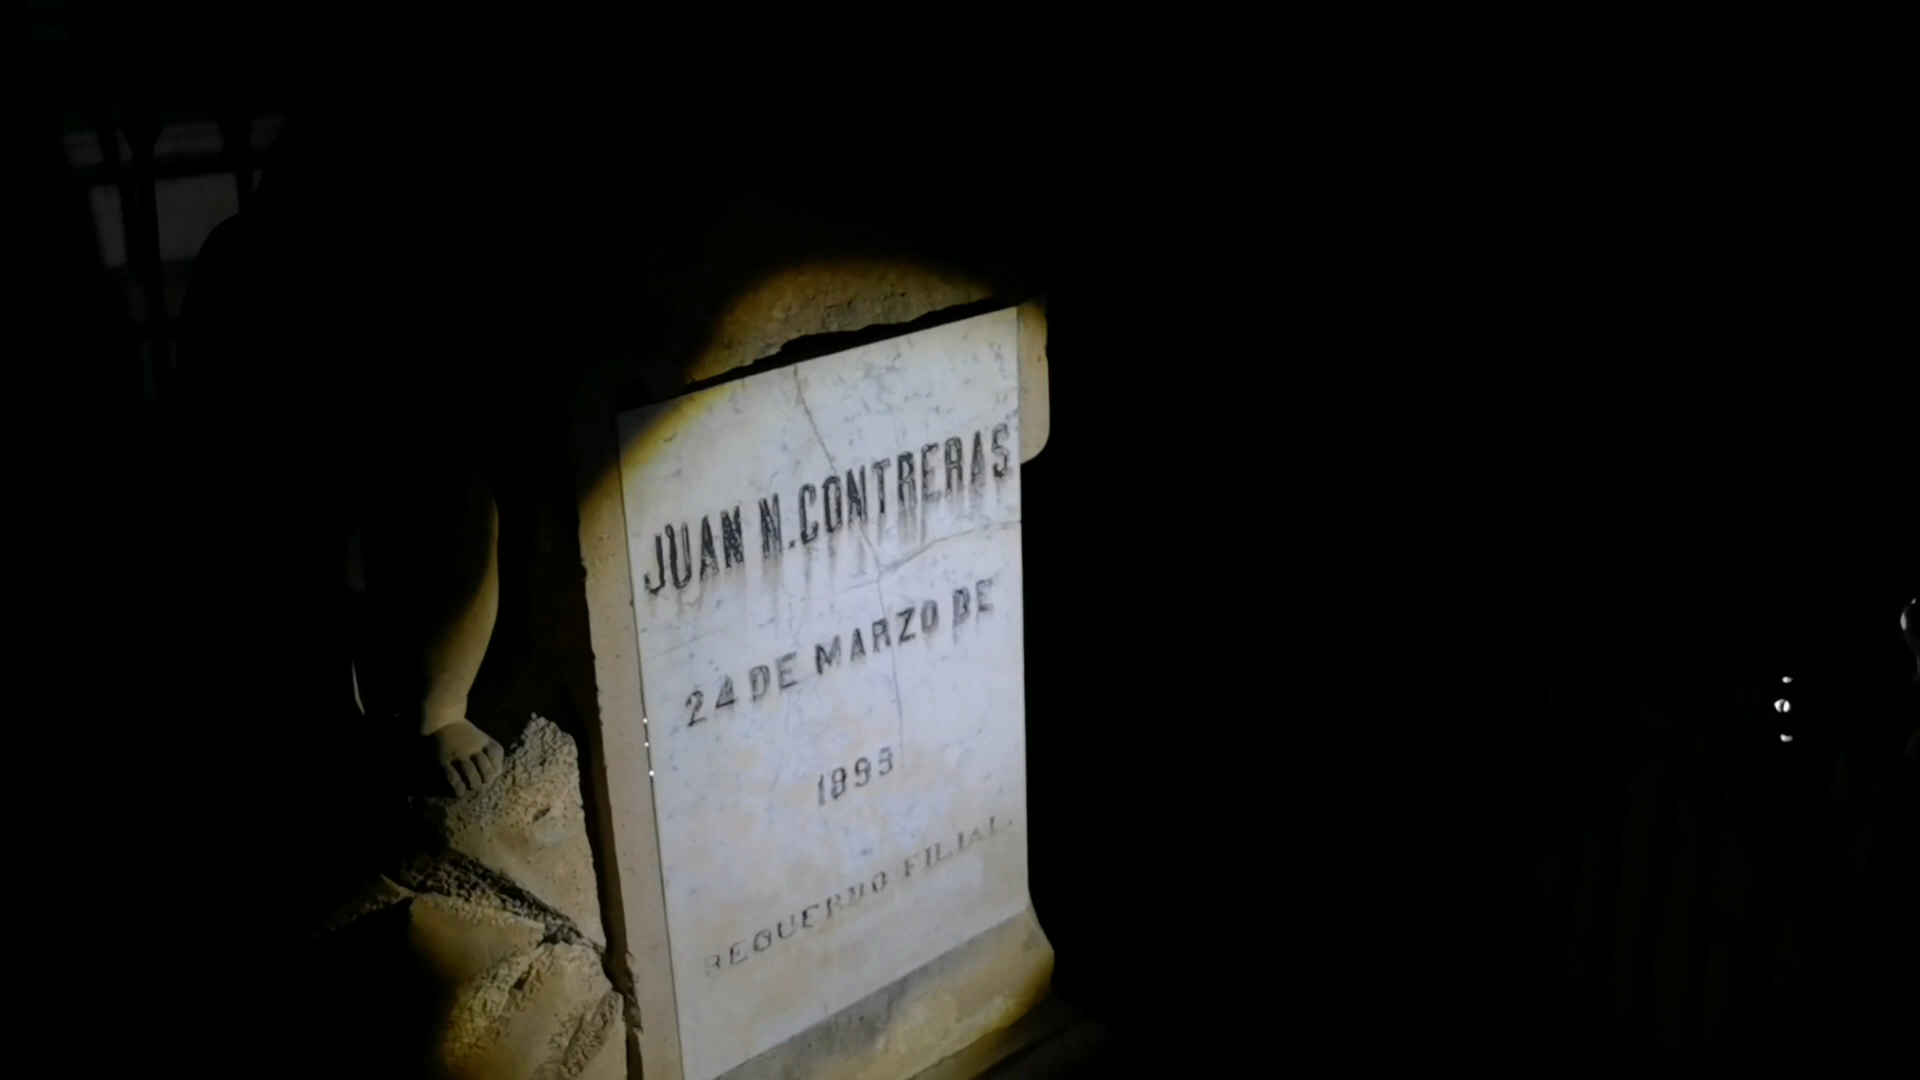 JUAN N. CONTRERAS
24 DE MARZO DE
1893
RECUERDO FILIAL.